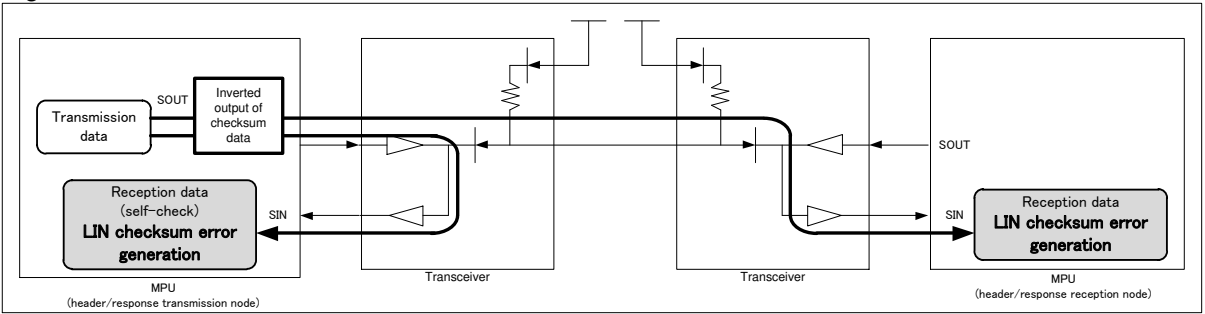 SOUT
Inverted
output of
checksum
data
Transmission
data
Reception data
(self-check)
LIN checksum error
generation
SIN
MPU
(header/response transmission node)
Transceiver
Transceiver
SOUT
SIN
Reception data
LIN checksum error
generation
MPU
(header/response reception node)